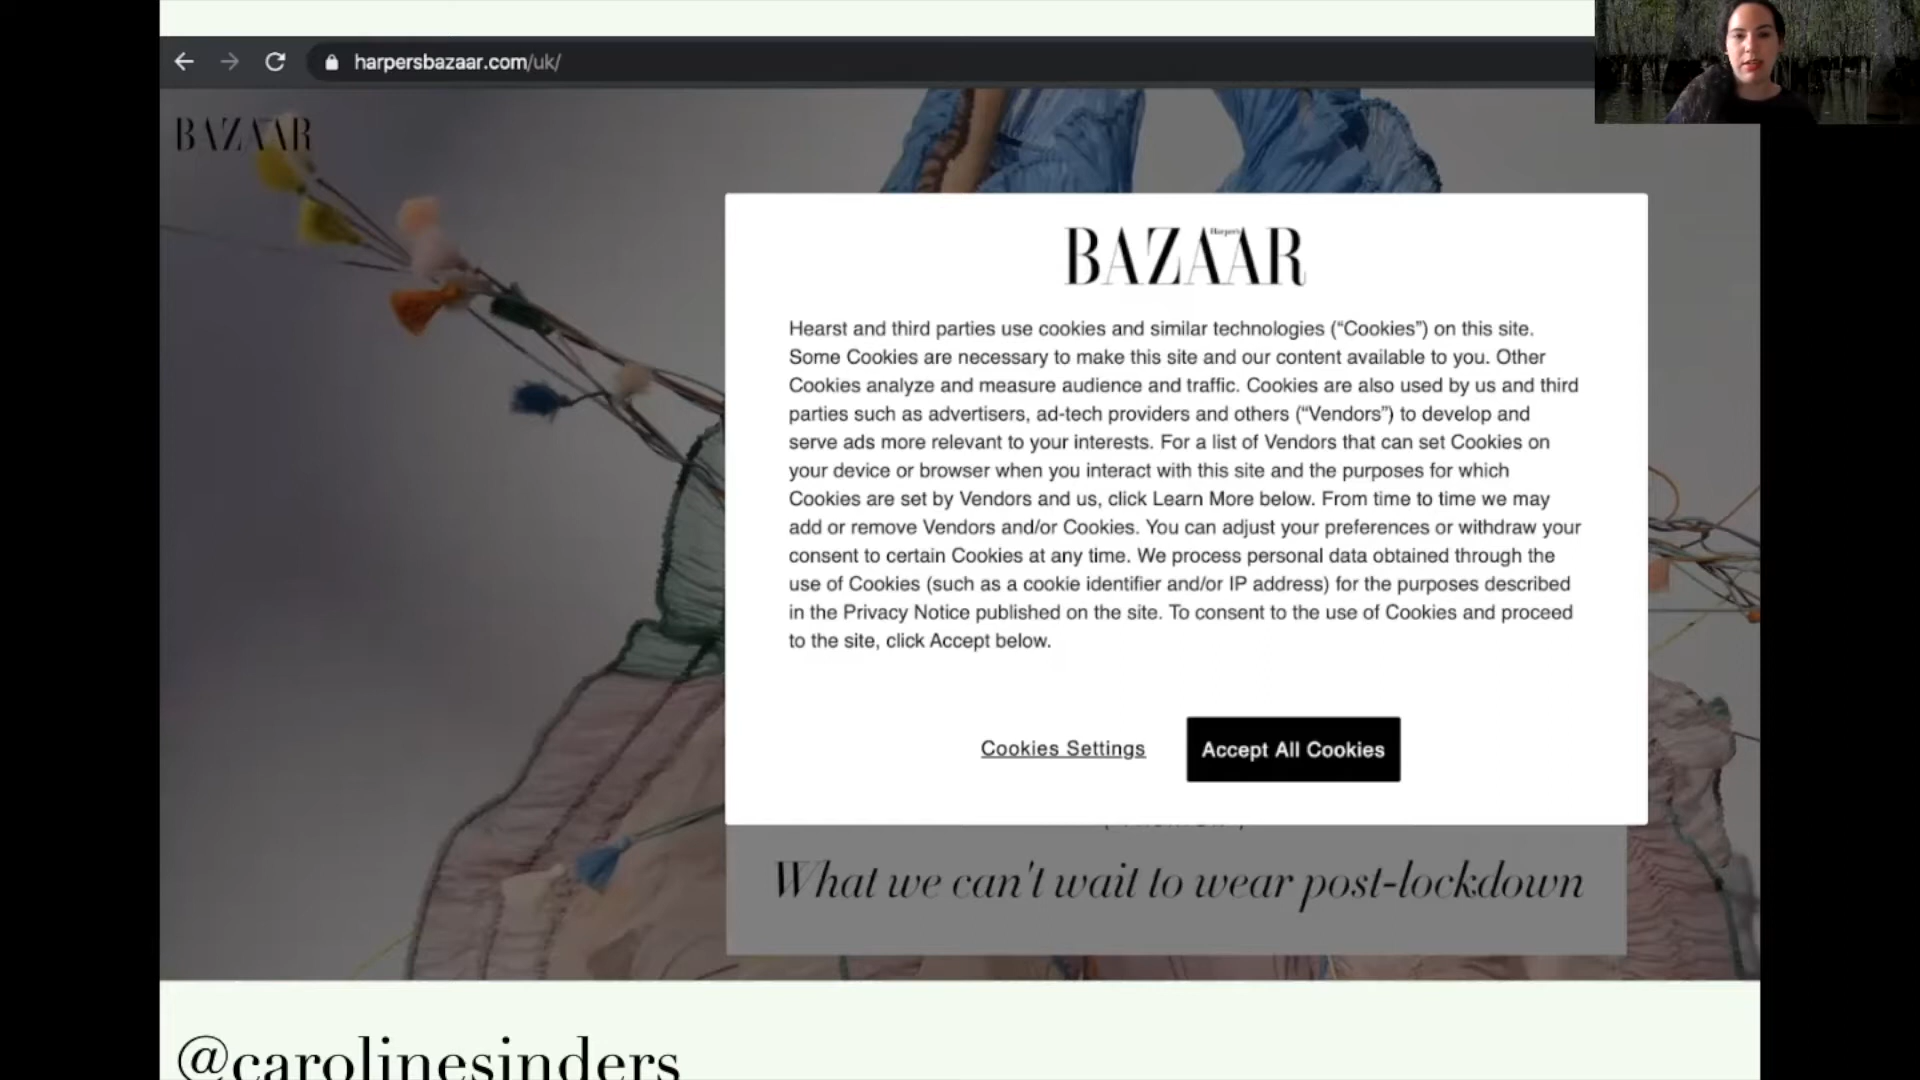 harpersbazaar.com/uk/
BAZAAR
Harper's
BAZAAR
Hearst and third parties use cookies and similar technologies (“Cookies”) on this site.
Some Cookies are necessary to make this site and our content available to you. Other
Cookies analyze and measure audience and traffic. Cookies are also used by us and third
parties such as advertisers, ad-tech providers and others (“Vendors”) to develop and
serve ads more relevant to your interests. For a list of Vendors that can set Cookies on
your device or browser when you interact with this site and the purposes for which
Cookies are set by Vendors and us, click Learn More below. From time to time we may
add or remove Vendors and/or Cookies. You can adjust your preferences or withdraw your
consent to certain Cookies at any time. We process personal data obtained through the
use of Cookies (such as a cookie identifier and/or IP address) for the purposes described
in the Privacy Notice published on the site. To consent to the use of Cookies and proceed
to the site, click Accept below.
Cookies Settings
Accept All Cookies
What we can't wait to wear post-lockdown
@carolinesinders